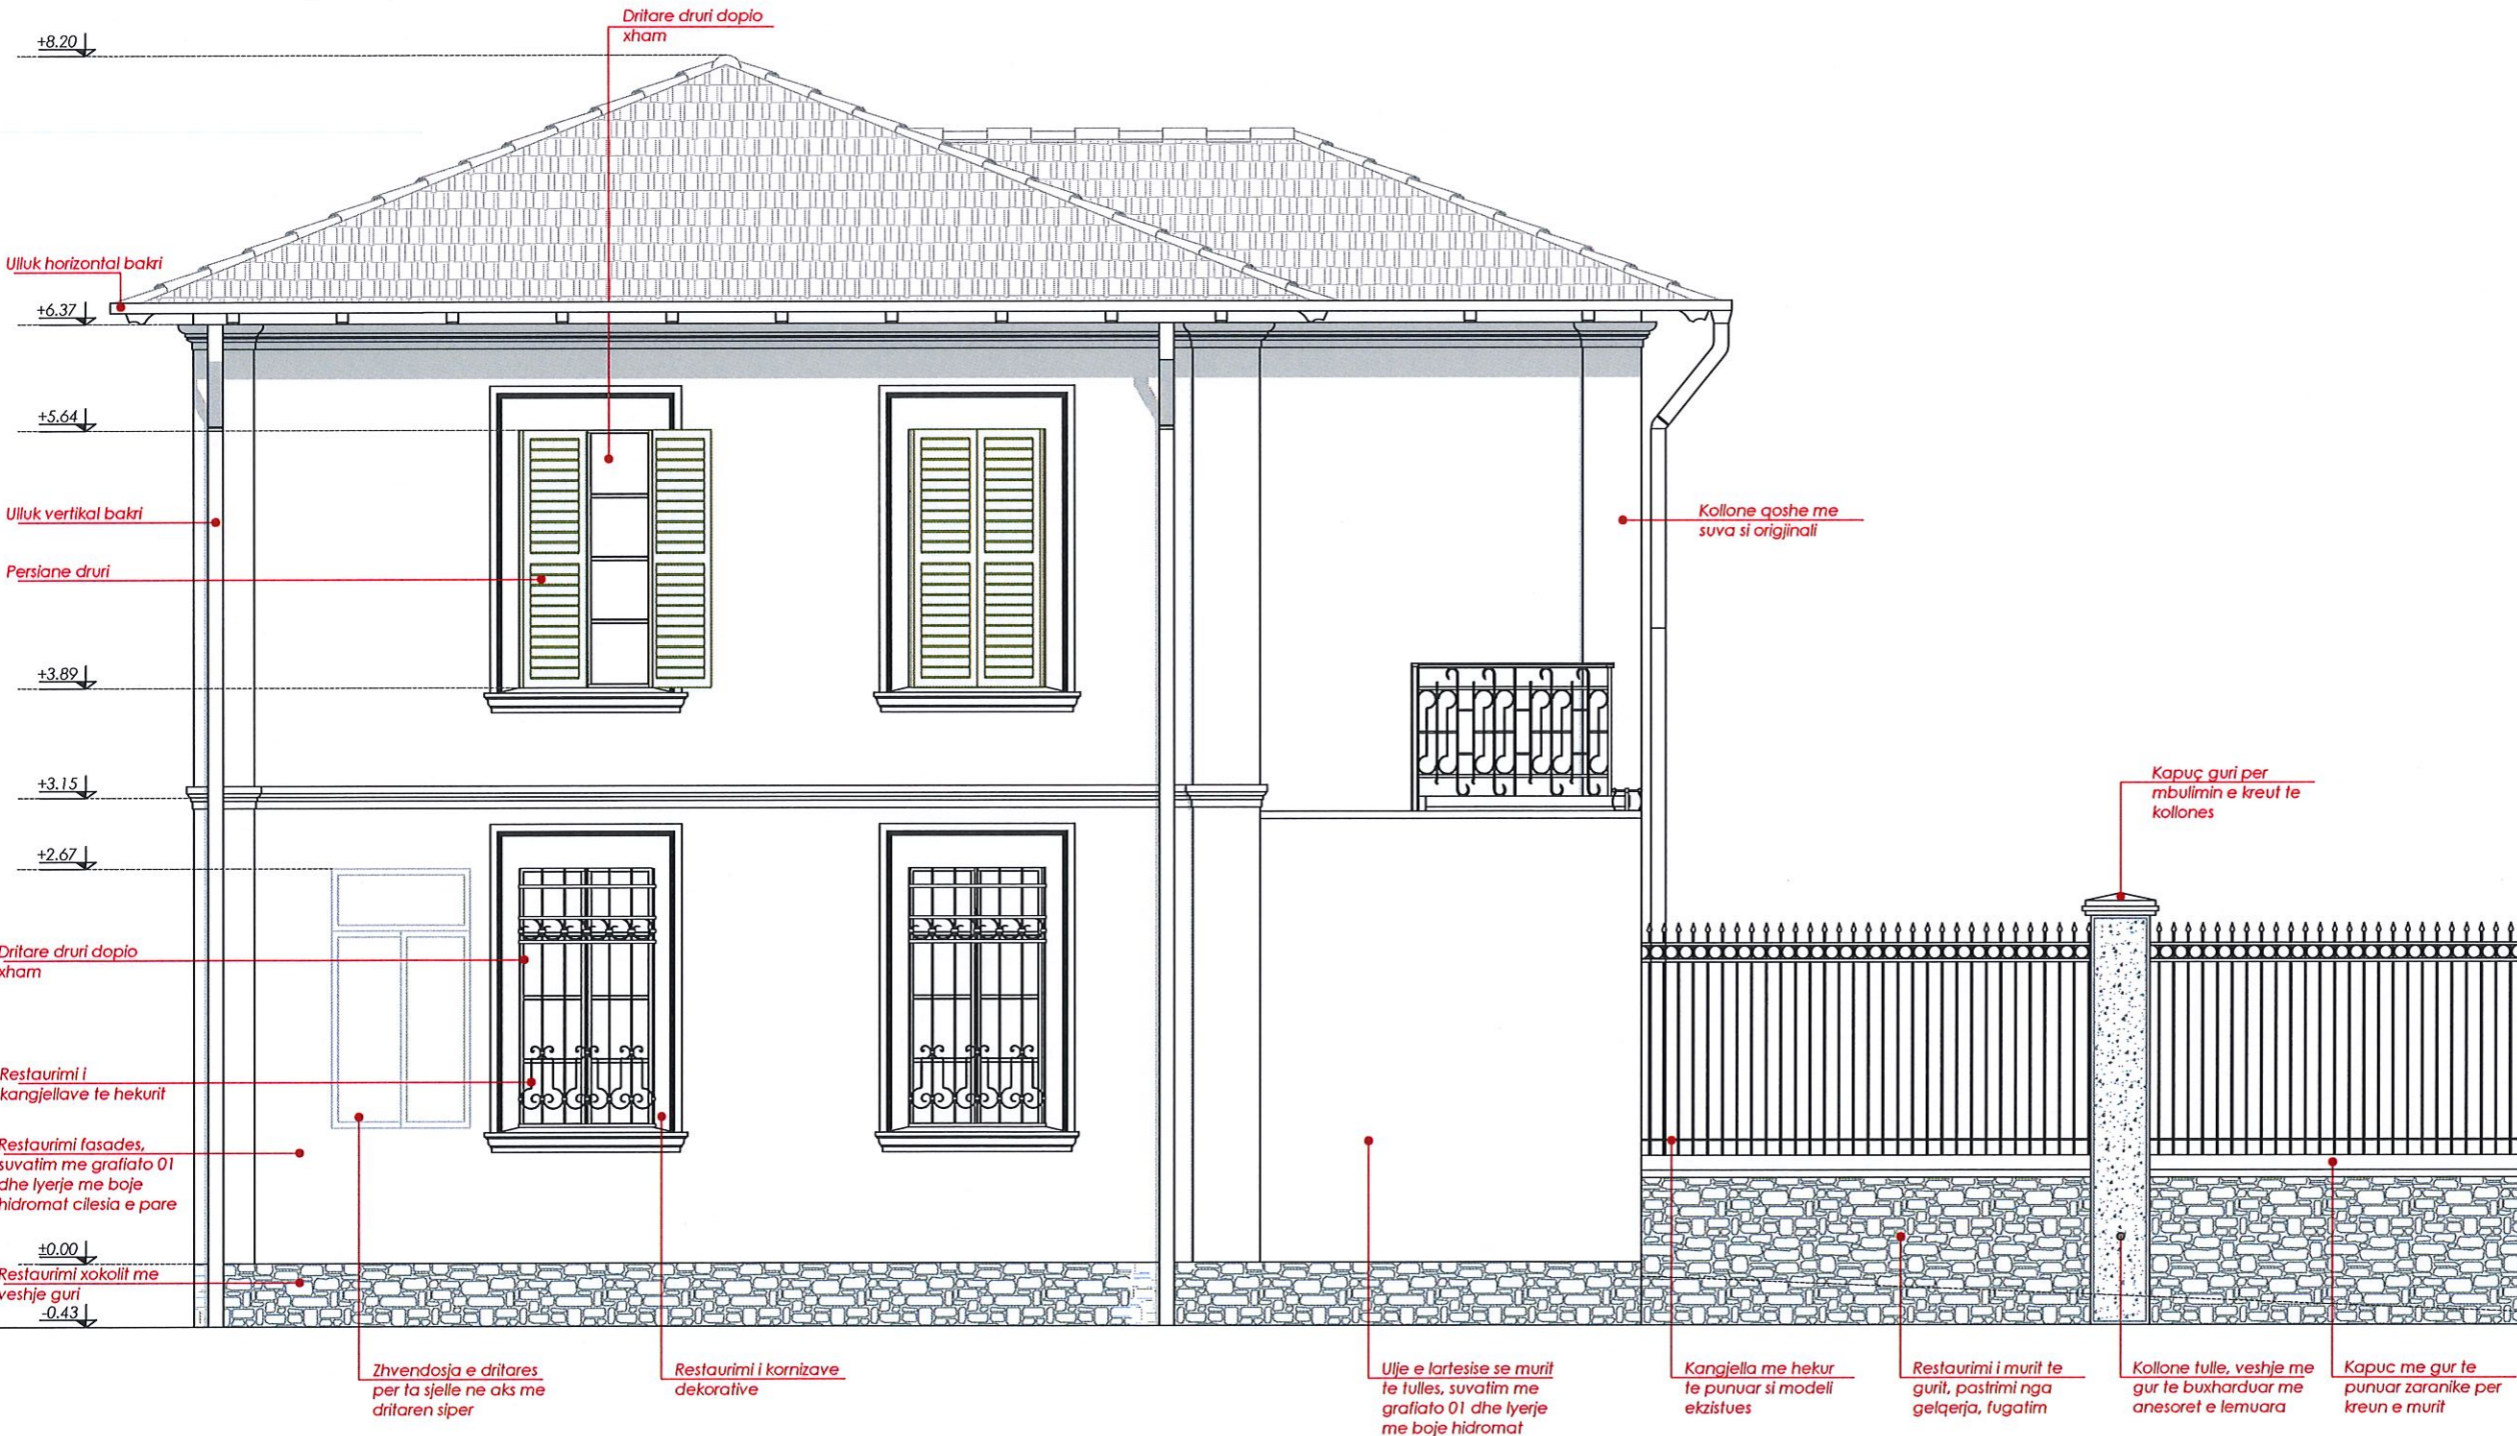 Dritare druri dopio
xham
+8.20
Ulluk horizontal bakri
+6.37
+5.64
Ulluk vertikal bakri
Kollone qoshe me
suva si origjinali
Persiane druri
+3.89
+3.15
Kapuç guri per
mbulimin e kreut te
kollones
+2.67
Dritare druri dopio
xham
Restaurimi i
kangjellave te hekurit
Restaurimi fasades,
suvatim me grafiato 01
dhe lyerje me boje
hidromat cilesia e pare
±0.00
Restaurimi xokolit me
veshje guri
-0.43
Zhvendosja e dritares
per ta sjelle ne aks me
dritaren siper
Restaurimi i kornizave
dekorative
Ulje e lartesise se murit
te tulles, suvatim me
grafiato 01 dhe lyerje
me boje hidromat
Kangjella me hekur
te punuar si modeli
ekzistues
Restaurimi i murit te
gurit, pastrimi nga
gelqerja, fugatim
Kollone tulle, veshje me
gur te buxharduar me
anesoret e lemuara
Kapuc me gur te
punuar zaranike per
kreun e murit